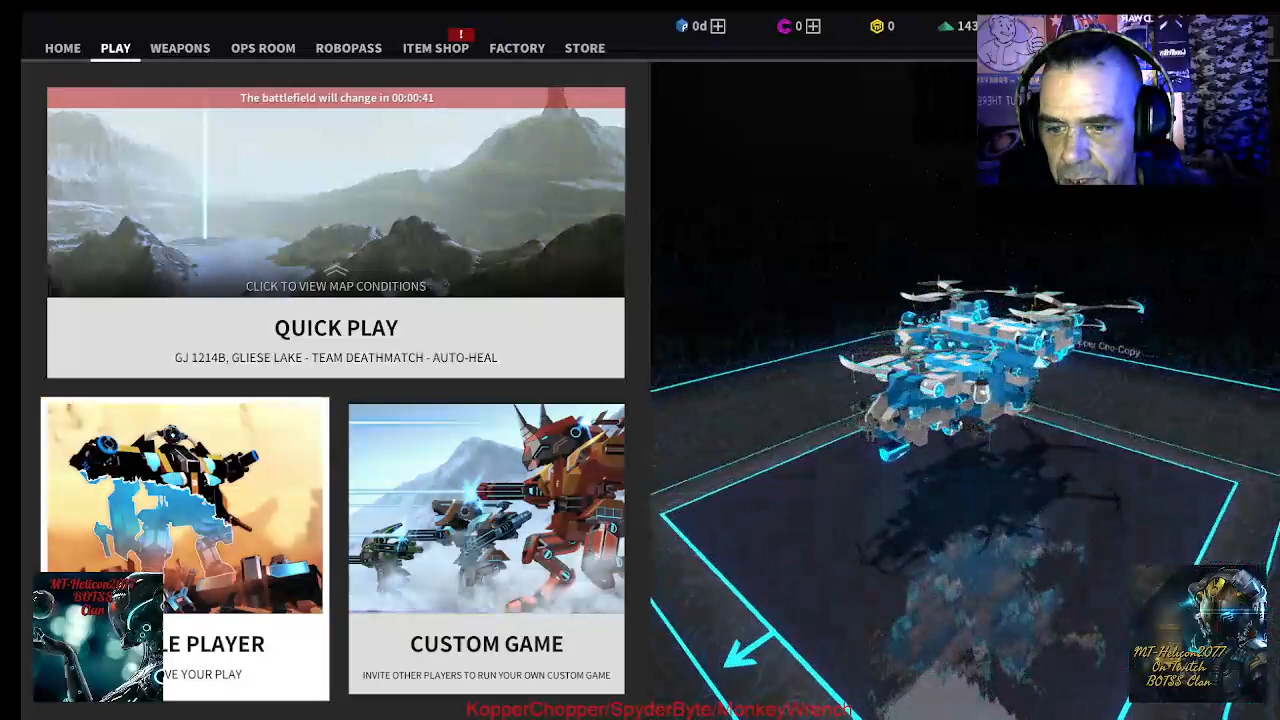 HOME PLAY WEAPONS OPS ROOM ROBOPASS ITEM SHOP ! FACTORY STORE
0d 0 0 143
The battlefield will change in 00:00:41
CLICK TO VIEW MAP CONDITIONS
QUICK PLAY
GJ 1214B, GLIESE LAKE - TEAM DEATHMATCH - AUTO-HEAL
LE PLAYER
VE YOUR PLAY
CUSTOM GAME
INVITE OTHER PLAYERS TO RUN YOUR OWN CUSTOM GAME
pper Cho-Copy
MT-Helicon2077
BOTSS
Clan
MT-Helicon2077
On Twitch
BOTSS Clan
KopperChopper/SpyderByte/MonkeyWrench